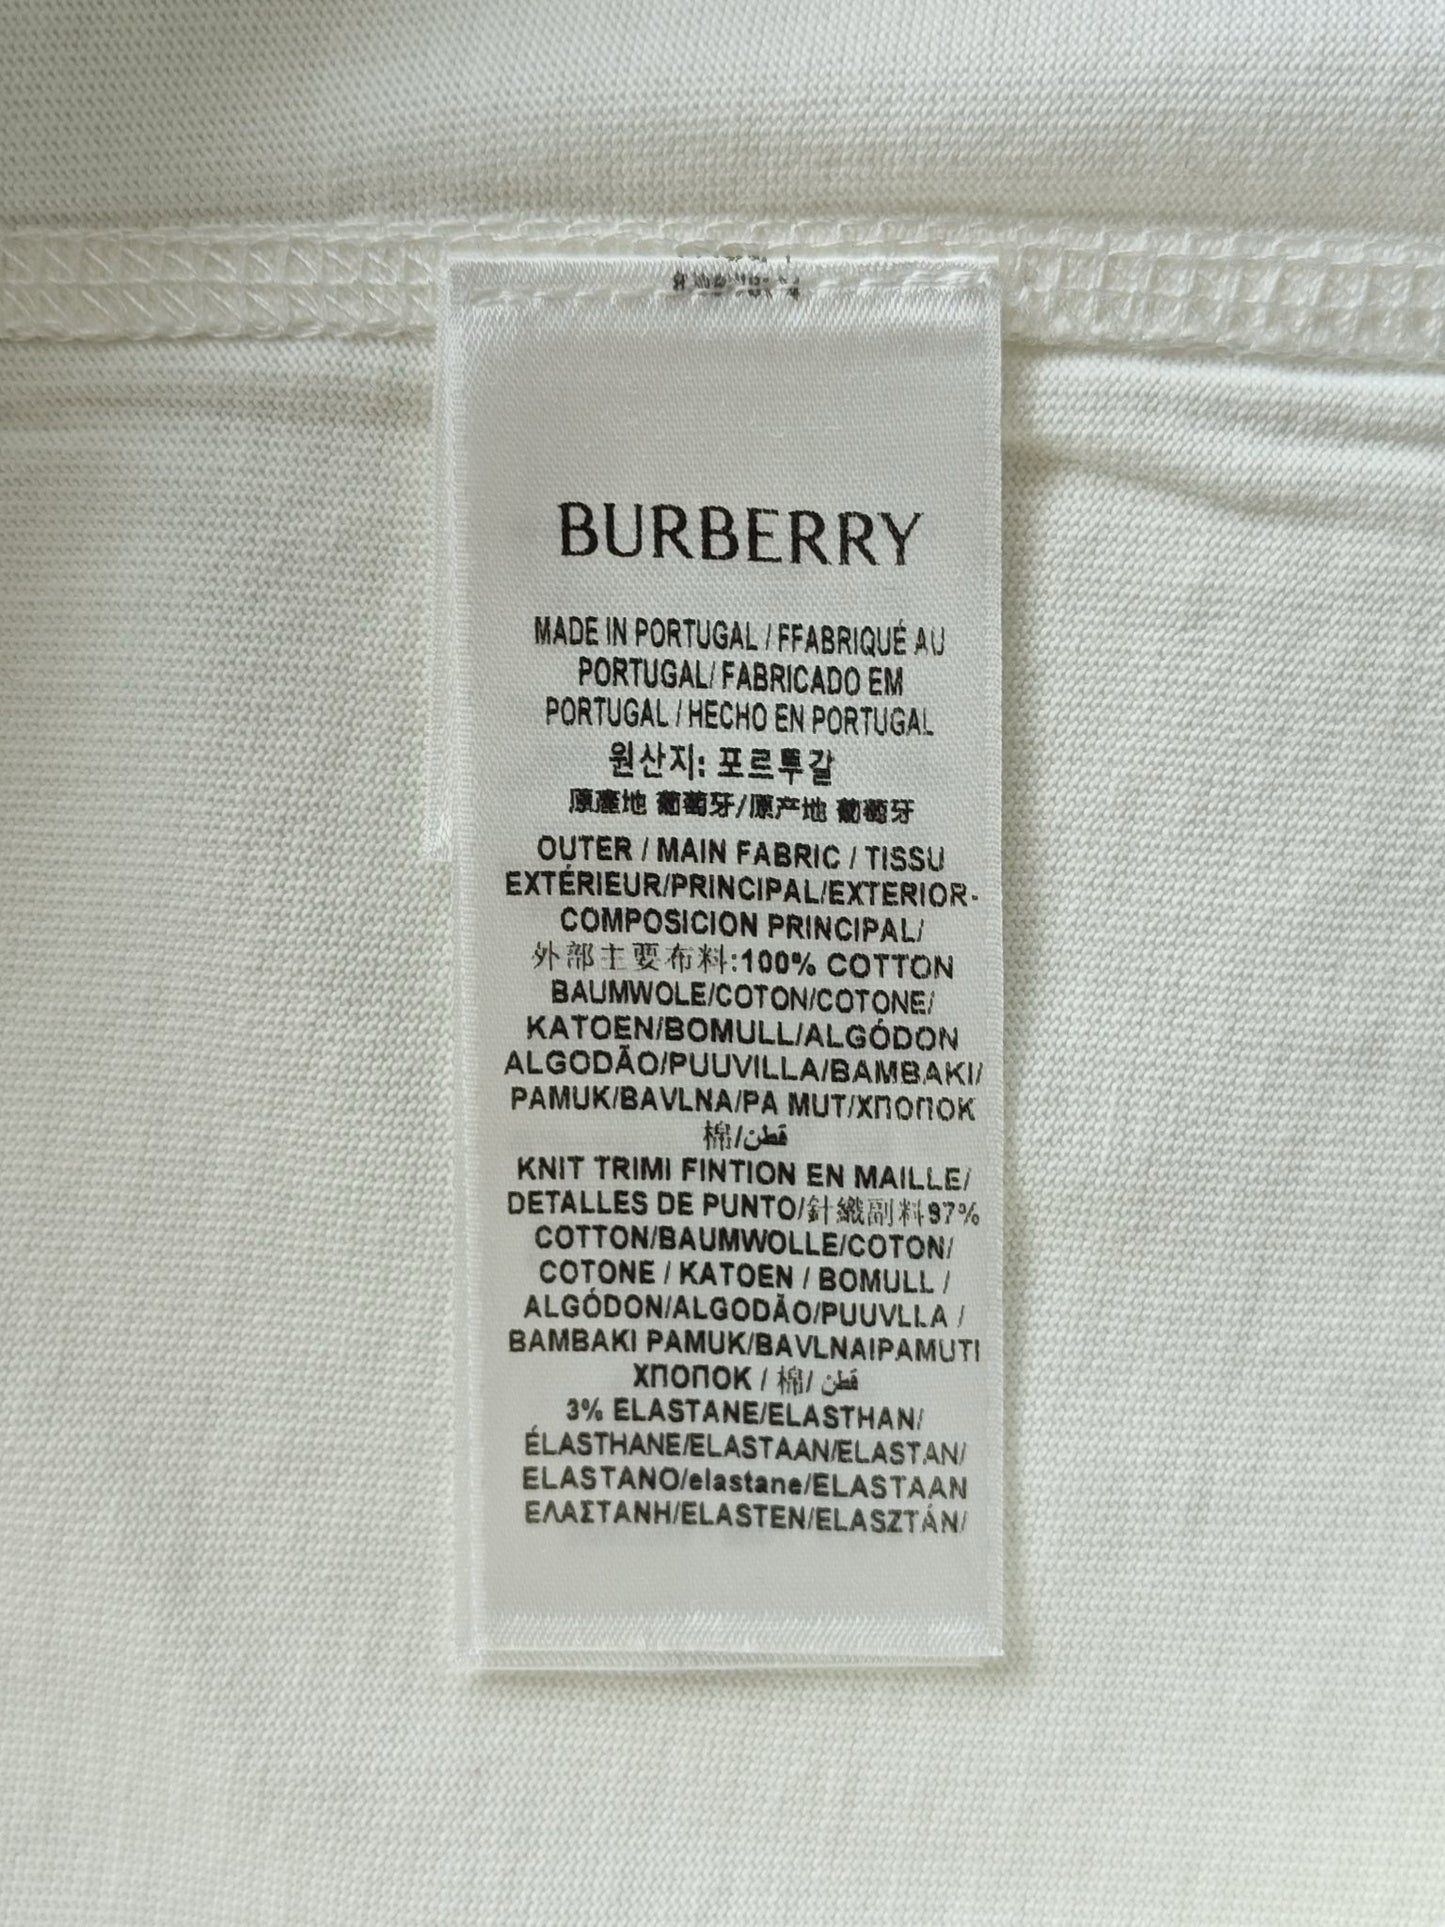 BURBERRY
MADE IN PORTUGAL / FFABRIQUÉ AU
PORTUGAL/ FABRICADO EM
PORTUGAL / HECHO EN PORTUGAL
원산지: 포르투갈
原產地 葡萄牙/原产地 葡萄牙
OUTER / MAIN FABRIC / TISSU
EXTÉRIEUR/PRINCIPAL/EXTERIOR-
COMPOSICION PRINCIPAL/
外部主要布料:100% COTTON
BAUMWOLE/COTON/COTONE/
KATOEN/BOMULL/ALGÓDON
ALGODÃO/PUUVILLA/BAMBAKI/
PAMUK/BAVLNA/PA MUT/ХПОПОК
棉/قطن
KNIT TRIMI FINTION EN MAILLE/
DETALLES DE PUNTO/針織副料97%
COTTON/BAUMWOLLE/COTON/
COTONE / KATOEN / BOMULL /
ALGÓDON/ALGODÃO/PUUVLLA /
BAMBAKI PAMUK/BAVLNAIPAMUTI
ХПОПОК / 棉/ قطن
3% ELASTANE/ELASTHAN/
ÉLASTHANE/ELASTAAN/ELASTAN/
ELASTANO/elastane/ELASTAAN
ΕΛΑΣΤΑΝΗ/ELASTEN/ELASZTÁN/